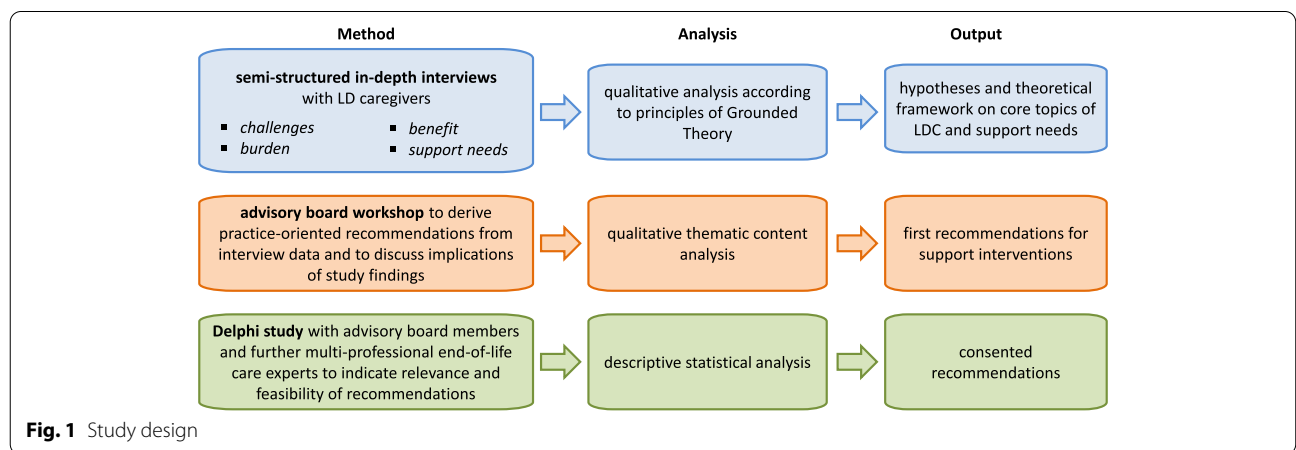 Method
Analysis
Output
semi-structured in-depth interviews
with LD caregivers
▪ challenges
▪ burden
▪ benefit
▪ support needs
qualitative analysis according
to principles of Grounded
Theory
hypotheses and theoretical
framework on core topics of
LDC and support needs
advisory board workshop to derive
practice-oriented recommendations from
interview data and to discuss implications
of study findings
qualitative thematic content
analysis
first recommendations for
support interventions
Delphi study with advisory board members
and further multi-professional end-of-life
care experts to indicate relevance and
feasibility of recommendations
descriptive statistical analysis
consented
recommendations
Fig. 1 Study design